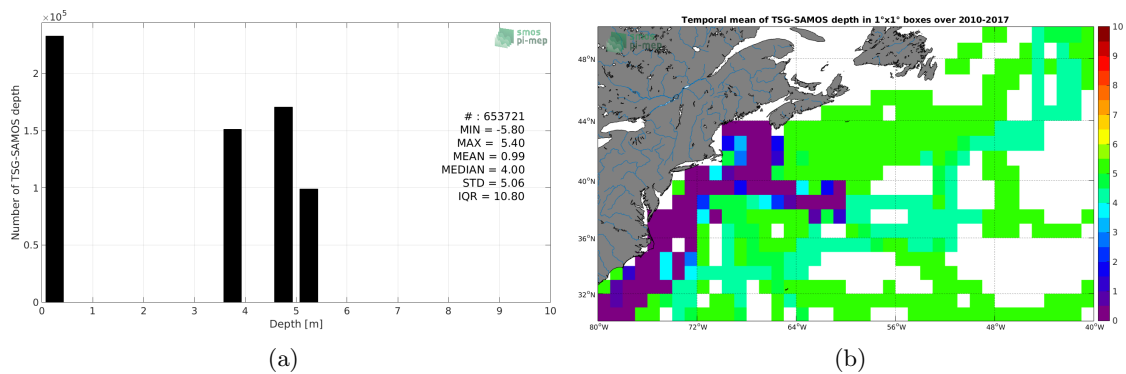 ×10⁵
smos
pi-mep
Number of TSG-SAMOS depth
2
1.5
1
0.5
0
# : 653721
MIN = -5.80
MAX = 5.40
MEAN = 0.99
MEDIAN = 4.00
STD = 5.06
IQR = 10.80
0 1 2 3 4 5 6 7 8 9 10
Depth [m]
(a)
Temporal mean of TSG-SAMOS depth in 1°x1° boxes over 2010-2017
smos
pi-mep
48°N
44°N
40°N
36°N
32°N
80°W 72°W 64°W 56°W 48°W 40°W
10
9
8
7
6
5
4
3
2
1
0
(b)